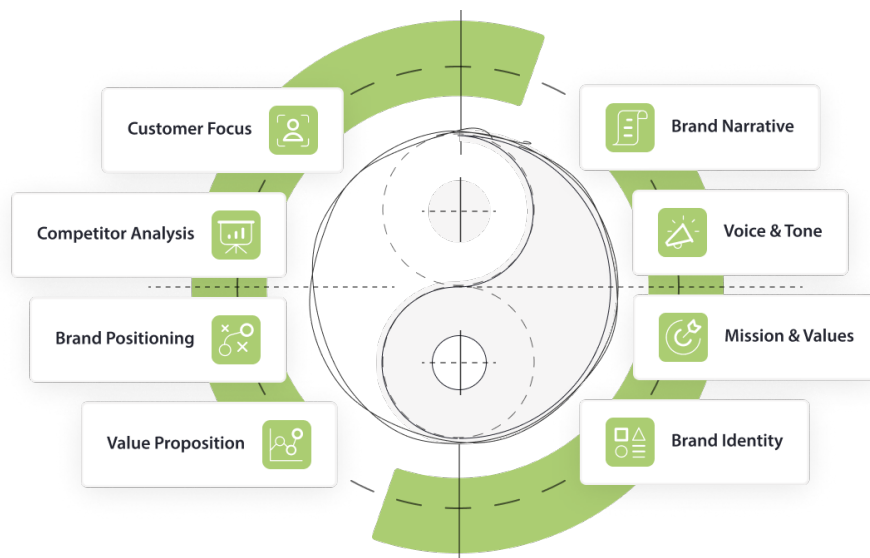 Customer Focus
Competitor Analysis
Brand Positioning
Value Proposition
Brand Narrative
Voice & Tone
Mission & Values
Brand Identity